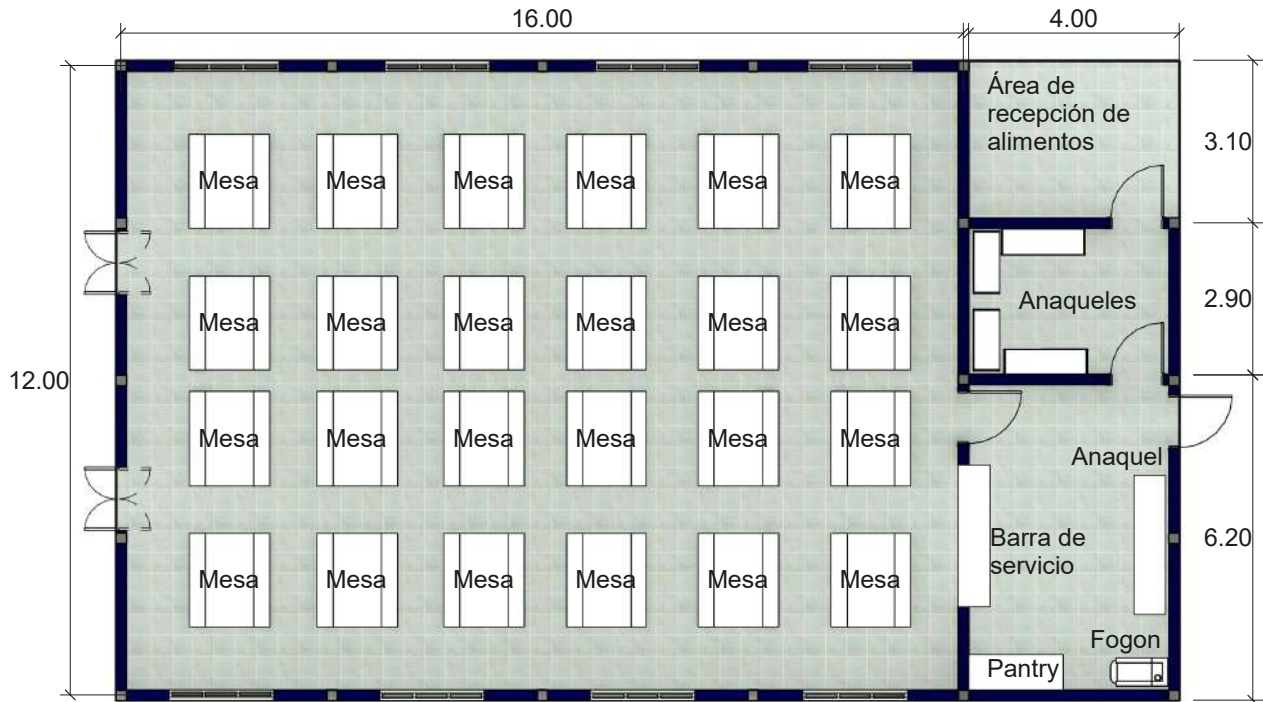 16.00
4.00
Área de
recepción de
alimentos
3.10
Mesa Mesa Mesa Mesa Mesa Mesa
2.90
Anaqueles
Mesa Mesa Mesa Mesa Mesa Mesa
12.00
Mesa Mesa Mesa Mesa Mesa Mesa
Anaquel
Barra de
servicio
6.20
Mesa Mesa Mesa Mesa Mesa Mesa
Fogon
Pantry